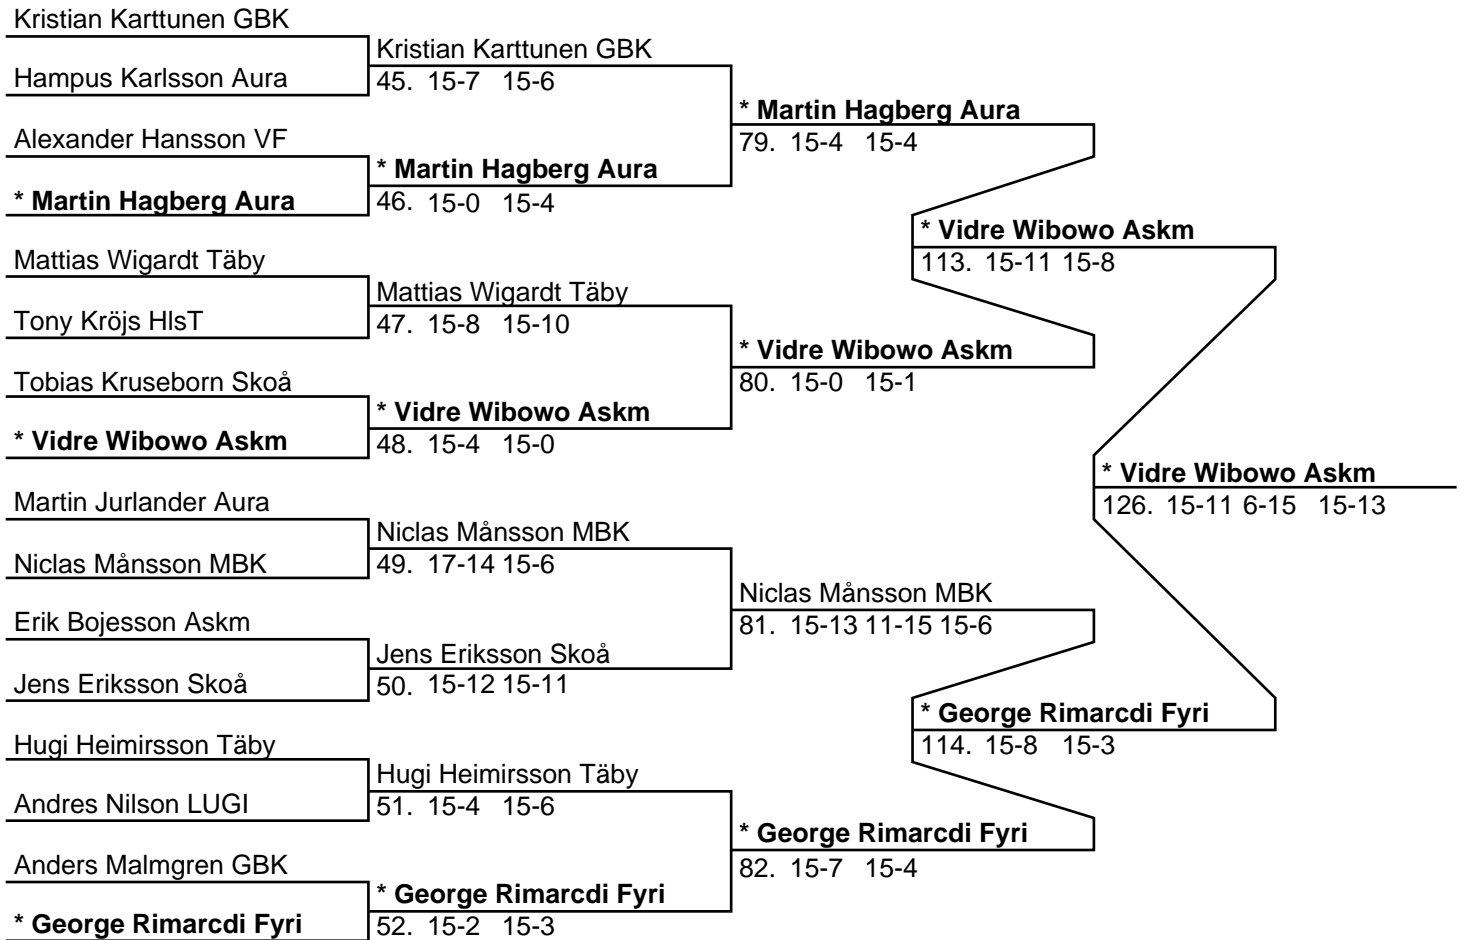 Kristian Karttunen GBK
Kristian Karttunen GBK
Hampus Karlsson Aura
45. 15-7 15-6
* Martin Hagberg Aura
79. 15-4 15-4
Alexander Hansson VF
* Martin Hagberg Aura
* Martin Hagberg Aura
46. 15-0 15-4
* Vidre Wibowo Askm
113. 15-11 15-8
Mattias Wigardt Täby
Mattias Wigardt Täby
Tony Kröjs HlsT
47. 15-8 15-10
* Vidre Wibowo Askm
80. 15-0 15-1
Tobias Kruseborn Skoå
* Vidre Wibowo Askm
* Vidre Wibowo Askm
48. 15-4 15-0
* Vidre Wibowo Askm
126. 15-11 6-15 15-13
Martin Jurlander Aura
Niclas Månsson MBK
Niclas Månsson MBK
49. 17-14 15-6
Niclas Månsson MBK
81. 15-13 11-15 15-6
Erik Bojesson Askm
Jens Eriksson Skoå
Jens Eriksson Skoå
50. 15-12 15-11
* George Rimarcdi Fyri
114. 15-8 15-3
Hugi Heimirsson Täby
Hugi Heimirsson Täby
Andres Nilson LUGI
51. 15-4 15-6
* George Rimarcdi Fyri
82. 15-7 15-4
Anders Malmgren GBK
* George Rimarcdi Fyri
* George Rimarcdi Fyri
52. 15-2 15-3